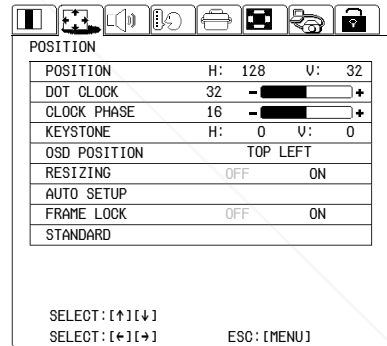 POSITION
POSITION H: 128 V: 32
DOT CLOCK 32 - +
CLOCK PHASE 16 - +
KEYSTONE H: 0 V: 0
OSD POSITION TOP LEFT
RESIZING OFF ON
AUTO SETUP
FRAME LOCK OFF ON
STANDARD
SELECT:[↑][↓]
SELECT:[←][→] ESC:[MENU]